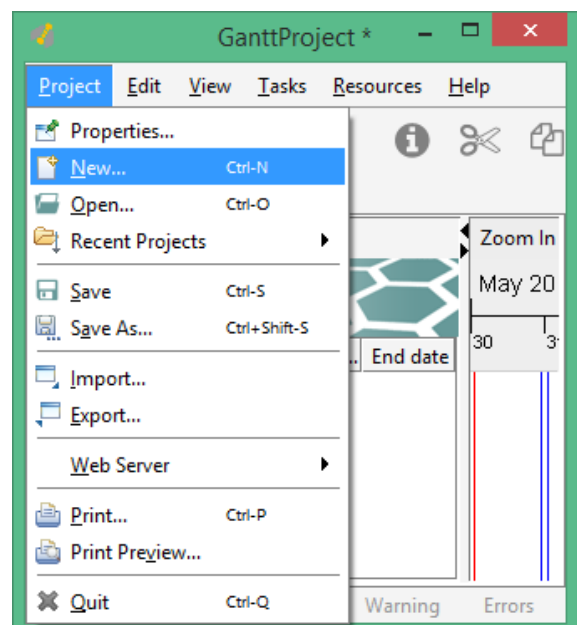 GanttProject *
Project Edit View Tasks Resources Help
Properties...
New... Ctrl-N
Open... Ctrl-O
Recent Projects
Zoom In
Save Ctrl-S
May 20
Save As... Ctrl+Shift-S
30
.. End date
Import...
Export...
Web Server
Print... Ctrl-P
Print Preview...
Quit Ctrl-Q
Warning Errors